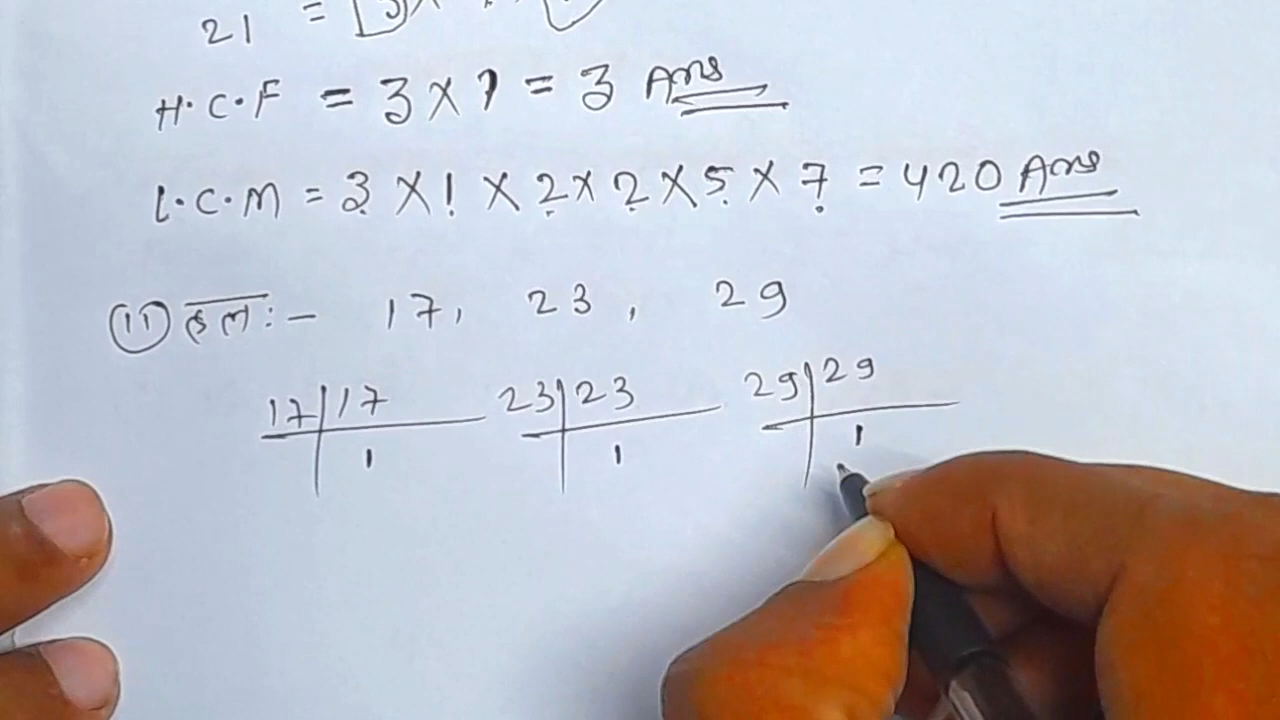 21 = 3 ×
H.C.F = 3 × 1 = 3 Ans
L.C.M = 3 × 1 × 2 × 2 × 5 × 7 = 420 Ans
(11) हल :- 17, 23, 29
17 | 17 23 | 23 29 | 29
1 1 1